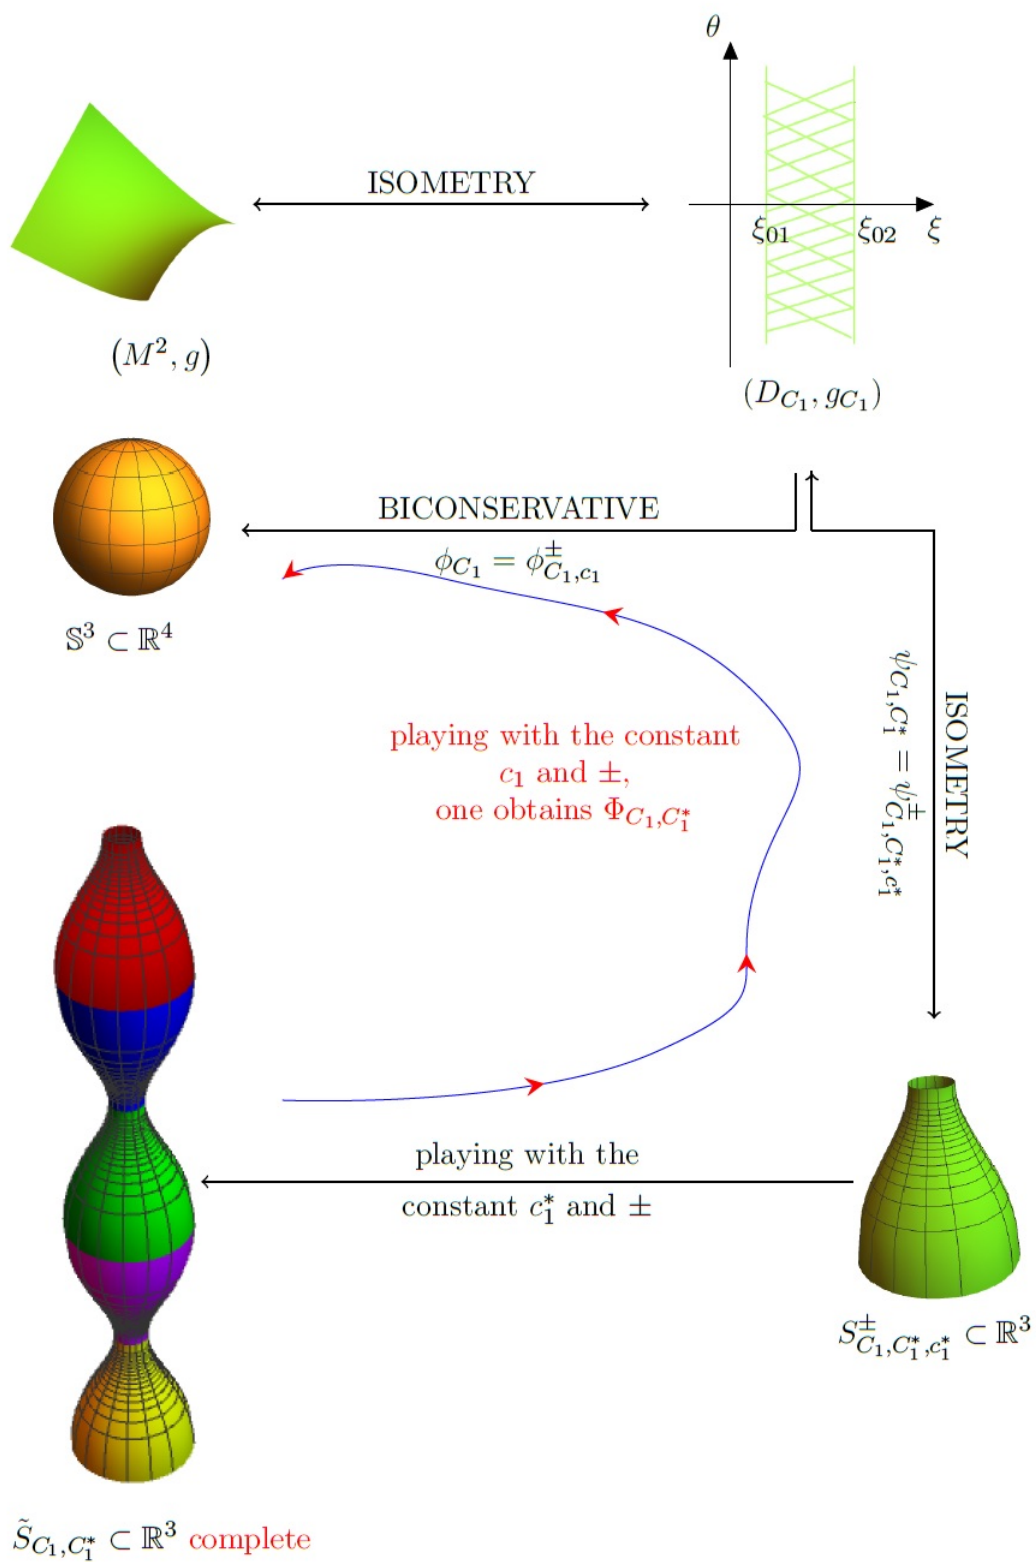 θ
ISOMETRY
ξ₀₁ ξ₀₂ ξ
(M², g)
(D_{C₁}, g_{C₁})
BICONSERVATIVE
ϕ_{C₁} = ϕ^±_{C₁,c₁}
𝕊³ ⊂ ℝ⁴
ψ_{C₁,C₁*} = ψ^±_{C₁,C₁*,c₁*}
ISOMETRY
playing with the constant
c₁ and ±,
one obtains Φ_{C₁,C₁*}
playing with the
constant c₁* and ±
S^±_{C₁,C₁*,c₁*} ⊂ ℝ³
S̃_{C₁,C₁*} ⊂ ℝ³ complete